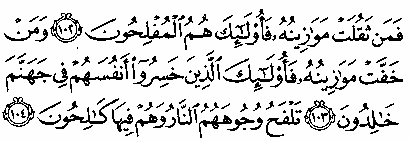 فَمَن ثَقُلَتْ مَوَٰزِينُهُۥ فَأُو۟لَـٰٓئِكَ هُمُ ٱلْمُفْلِحُونَ ١٠٢ وَمَنْ
خَفَّتْ مَوَٰزِينُهُۥ فَأُو۟لَـٰٓئِكَ ٱلَّذِينَ خَسِرُوٓا۟ أَنفُسَهُمْ فِى جَهَنَّمَ
خَـٰلِدُونَ ١٠٣ تَلْفَحُ وُجُوهَهُمُ ٱلنَّارُ وَهُمْ فِيهَا كَـٰلِحُونَ ١٠٤